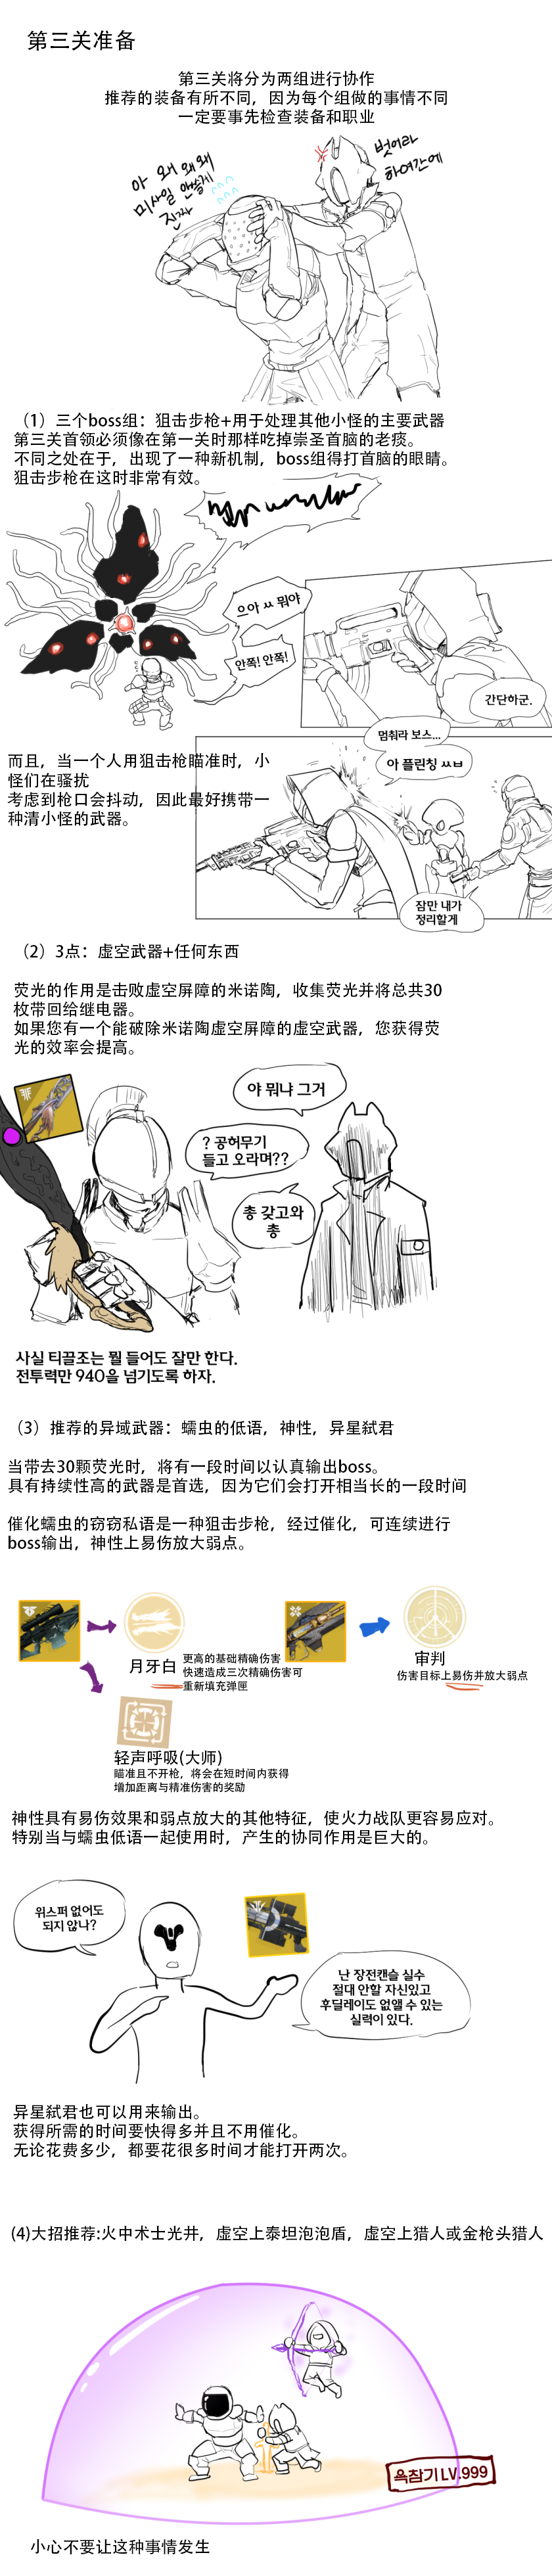 第三关准备
第三关将分为两组进行协作
推荐的装备有所不同，因为每个组做的事情不同
一定要事先检查装备和职业
아 왜 왜 왜
미사일 안쏠게
진짜
벗어라
하여간에
（1）三个boss组：狙击步枪+用于处理其他小怪的主要武器
第三关首领必须像在第一关时那样吃掉崇圣首脑的老痰。
不同之处在于，出现了一种新机制，boss组得打首脑的眼睛。
狙击步枪在这时非常有效。
으아 ㅆ 뭐야
안쪽! 안쪽!
간단하군.
而且，当一个人用狙击枪瞄准时，小
怪们在骚扰
考虑到枪口会抖动，因此最好携带一
种清小怪的武器。
멈춰라 보스...
아 플린칭 ㅆㅂ
잠만 내가
정리할게
（2）3点：虚空武器+任何东西
荧光的作用是击败虚空屏障的米诺陶，收集荧光并将总共30
枚带回给继电器。
如果您有一个能破除米诺陶虚空屏障的虚空武器，您获得荧
光的效率会提高。
야 뭐냐 그거
? 공허무기
들고 오라며??
총 갖고와
총
사실 티끌조는 뭘 들어도 잘만 한다.
전투력만 940을 넘기도록 하자.
（3）推荐的异域武器：蠕虫的低语，神性，异星弑君
当带去30颗荧光时，将有一段时间以认真输出boss。
具有持续性高的武器是首选，因为它们会打开相当长的一段时间
催化蠕虫的窃窃私语是一种狙击步枪，经过催化，可连续进行
boss输出，神性上易伤放大弱点。
月牙白
更高的基础精确伤害
快速造成三次精确伤害可
重新填充弹匣
审判
伤害目标上易伤并放大弱点
轻声呼吸(大师)
瞄准且不开枪，将会在短时间内获得
增加距离与精准伤害的奖励
神性具有易伤效果和弱点放大的其他特征，使火力战队更容易应对。
特别当与蠕虫低语一起使用时，产生的协同作用是巨大的。
위스퍼 없어도
되지 않나?
난 장전캔슬 실수
절대 안할 자신있고
후딜레이도 없앨 수 있는
실력이 있다.
异星弑君也可以用来输出。
获得所需的时间要快得多并且不用催化。
无论花费多少，都要花很多时间才能打开两次。
(4)大招推荐:火中术士光井，虚空上泰坦泡泡盾，虚空上猎人或金枪头猎人
욕참기 LV.999
小心不要让这种事情发生